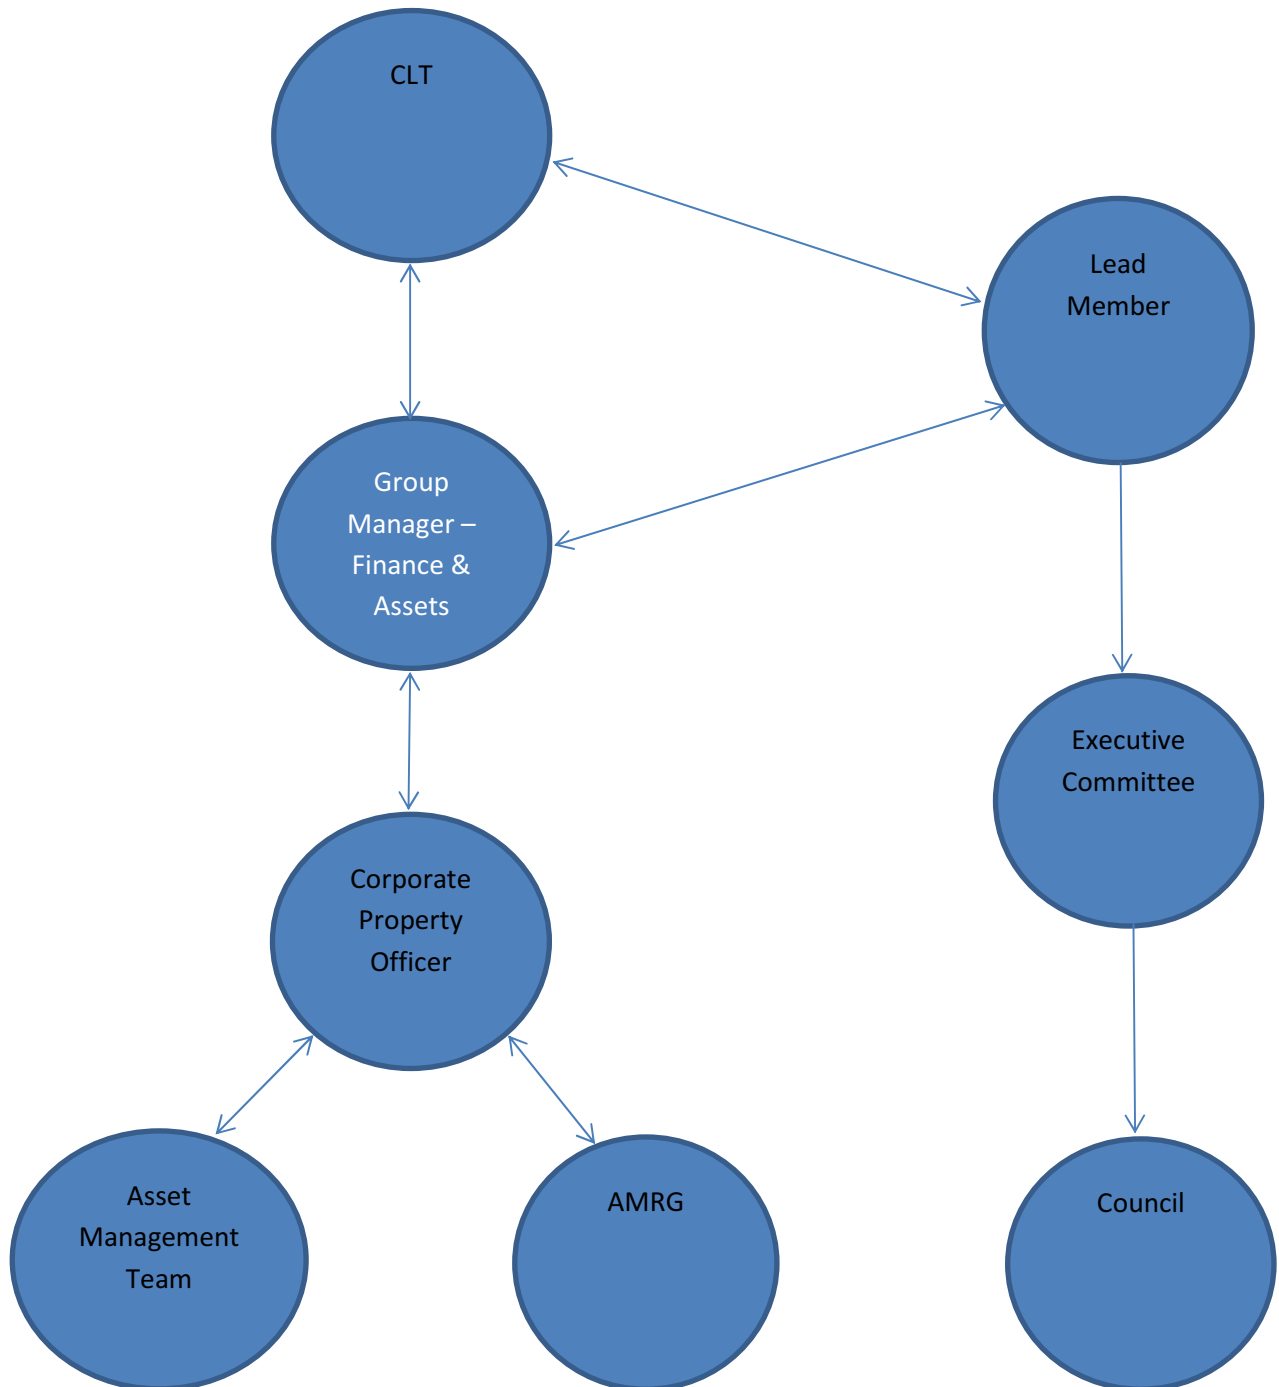 CLT
Lead
Member
Group
Manager –
Finance &
Assets
Executive
Committee
Corporate
Property
Officer
Asset
Management
Team
AMRG
Council